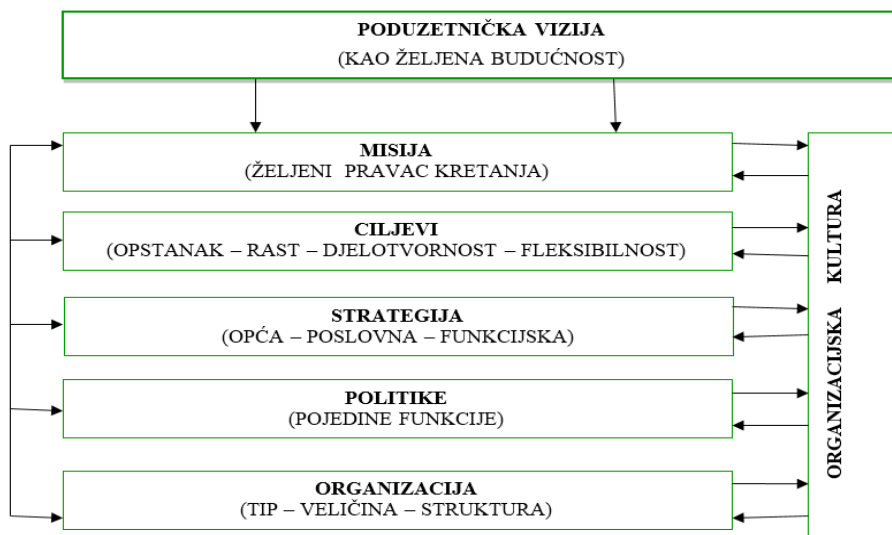 PODUZETNIČKA VIZIJA
(KAO ŽELJENA BUDUĆNOST)
MISIJA
(ŽELJENI PRAVAC KRETANJA)
CILJEVI
(OPSTANAK – RAST – DJELOTVORNOST – FLEKSIBILNOST)
STRATEGIJA
(OPĆA – POSLOVNA – FUNKCIJSKA)
POLITIKE
(POJEDINE FUNKCIJE)
ORGANIZACIJA
(TIP – VELIČINA – STRUKTURA)
ORGANIZACIJSKA KULTURA